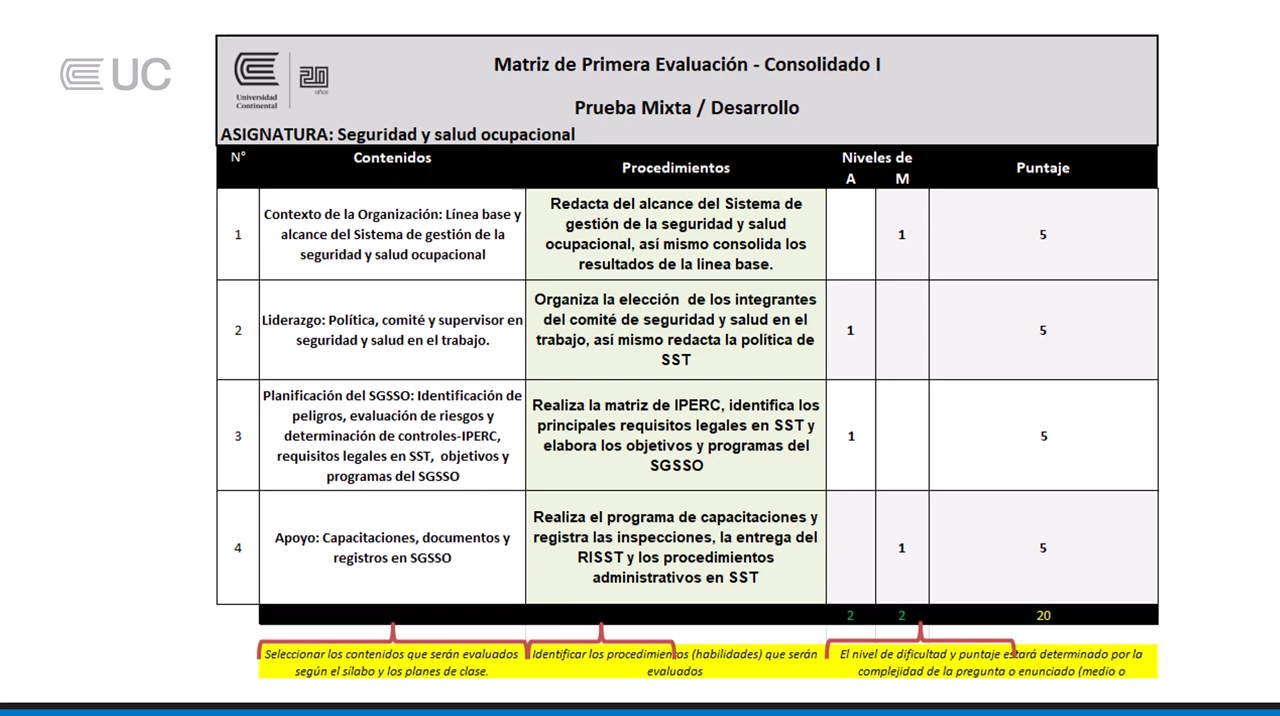 UC
Universidad
Continental
20
años
Matriz de Primera Evaluación - Consolidado I
Prueba Mixta / Desarrollo
ASIGNATURA: Seguridad y salud ocupacional
N°
Contenidos
Procedimientos
Niveles de
A
M
Puntaje
1
Contexto de la Organización: Línea base y
alcance del Sistema de gestión de la
seguridad y salud ocupacional
Redacta del alcance del Sistema de
gestión de la seguridad y salud
ocupacional, así mismo consolida los
resultados de la linea base.
1
5
2
Liderazgo: Política, comité y supervisor en
seguridad y salud en el trabajo.
Organiza la elección de los integrantes
del comité de seguridad y salud en el
trabajo, así mismo redacta la política de
SST
1
5
3
Planificación del SGSSO: Identificación de
peligros, evaluación de riesgos y
determinación de controles-IPERC,
requisitos legales en SST, objetivos y
programas del SGSSO
Realiza la matriz de IPERC, identifica los
principales requisitos legales en SST y
elabora los objetivos y programas del
SGSSO
1
5
4
Apoyo: Capacitaciones, documentos y
registros en SGSSO
Realiza el programa de capacitaciones y
registra las inspecciones, la entrega del
RISST y los procedimientos
administrativos en SST
1
5
2
2
20
Seleccionar los contenidos que serán evaluados
según el sílabo y los planes de clase.
Identificar los procedimientos (habilidades) que serán
evaluados
El nivel de dificultad y puntaje estará determinado por la
complejidad de la pregunta o enunciado (medio o